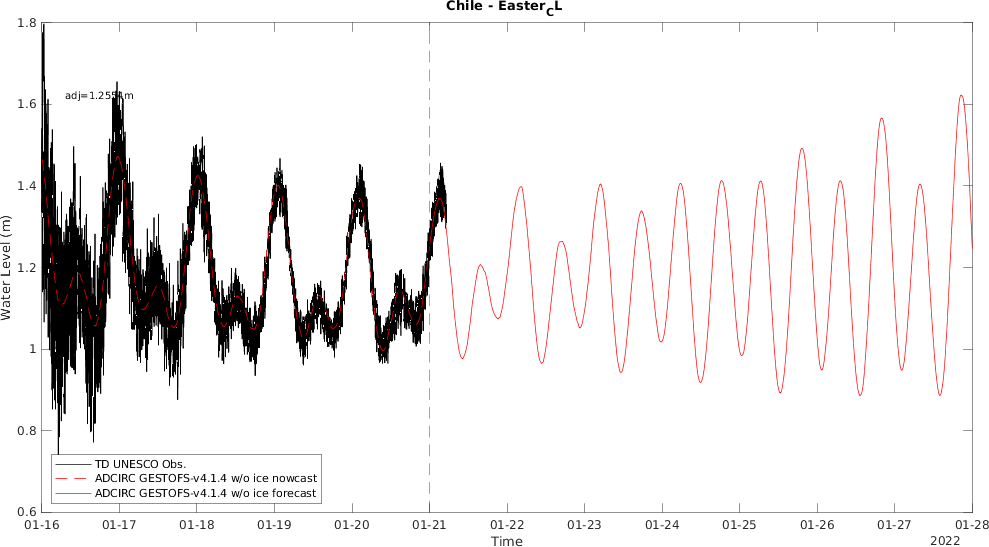 Chile - Easter_CL
1.8
1.6
1.4
1.2
1
0.8
0.6
Water Level (m)
adj=1.2554m
TD UNESCO Obs.
ADCIRC GESTOFS-v4.1.4 w/o ice nowcast
ADCIRC GESTOFS-v4.1.4 w/o ice forecast
01-16 01-17 01-18 01-19 01-20 01-21 01-22 01-23 01-24 01-25 01-26 01-27 01-28
Time
2022